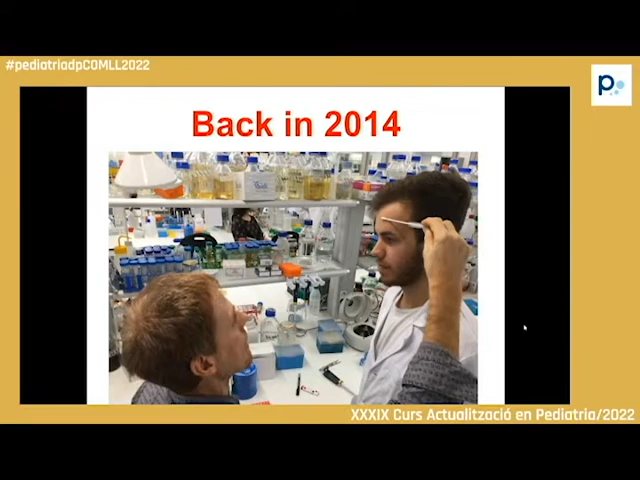 #pediatriadpCOMLL2022
p
Back in 2014
XXXIX Curs Actualització en Pediatria/2022